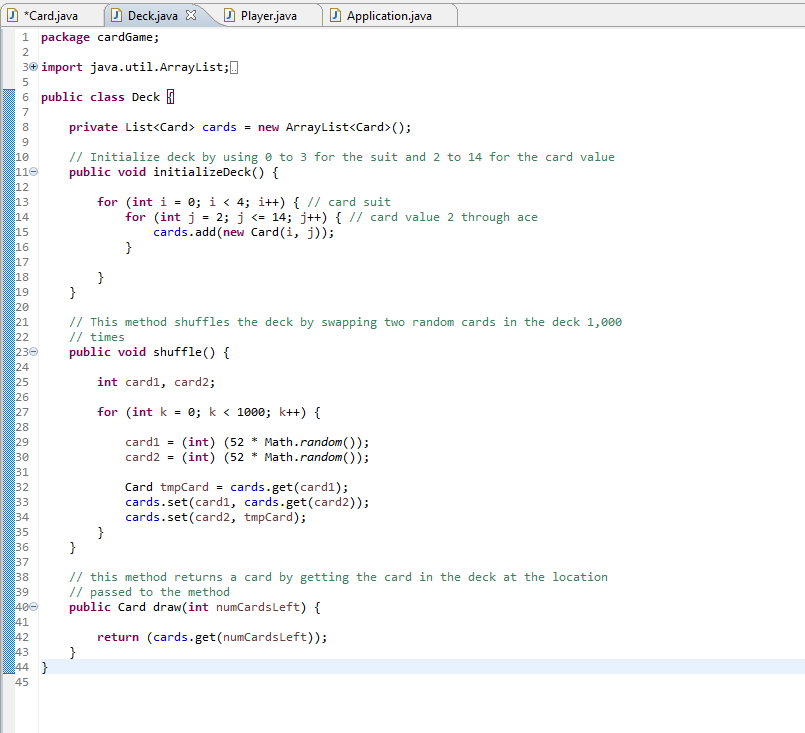 *Card.java Deck.java Player.java Application.java
1 package cardGame;
2
3 import java.util.ArrayList;
5
6 public class Deck {
7
8 private List<Card> cards = new ArrayList<Card>();
9
10 // Initialize deck by using 0 to 3 for the suit and 2 to 14 for the card value
11 public void initializeDeck() {
12
13 for (int i = 0; i < 4; i++) { // card suit
14 for (int j = 2; j <= 14; j++) { // card value 2 through ace
15 cards.add(new Card(i, j));
16 }
17
18 }
19 }
20
21 // This method shuffles the deck by swapping two random cards in the deck 1,000
22 // times
23 public void shuffle() {
24
25 int card1, card2;
26
27 for (int k = 0; k < 1000; k++) {
28
29 card1 = (int) (52 * Math.random());
30 card2 = (int) (52 * Math.random());
31
32 Card tmpCard = cards.get(card1);
33 cards.set(card1, cards.get(card2));
34 cards.set(card2, tmpCard);
35 }
36 }
37
38 // this method returns a card by getting the card in the deck at the location
39 // passed to the method
40 public Card draw(int numCardsLeft) {
41
42 return (cards.get(numCardsLeft));
43 }
44 }
45